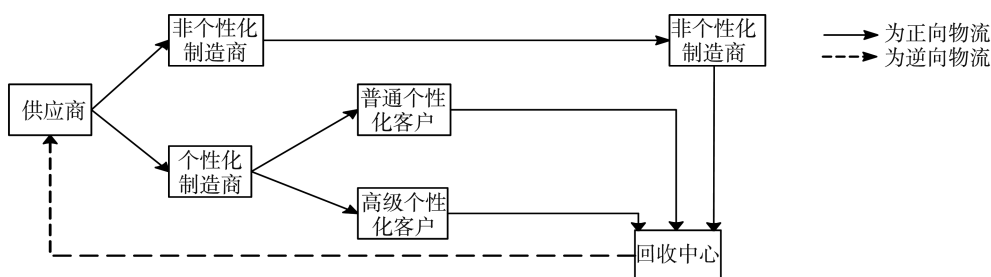 非个性化
制造商
非个性化
制造商
为正向物流
为逆向物流
供应商
普通个性
化客户
个性化
制造商
高级个性
化客户
回收中心